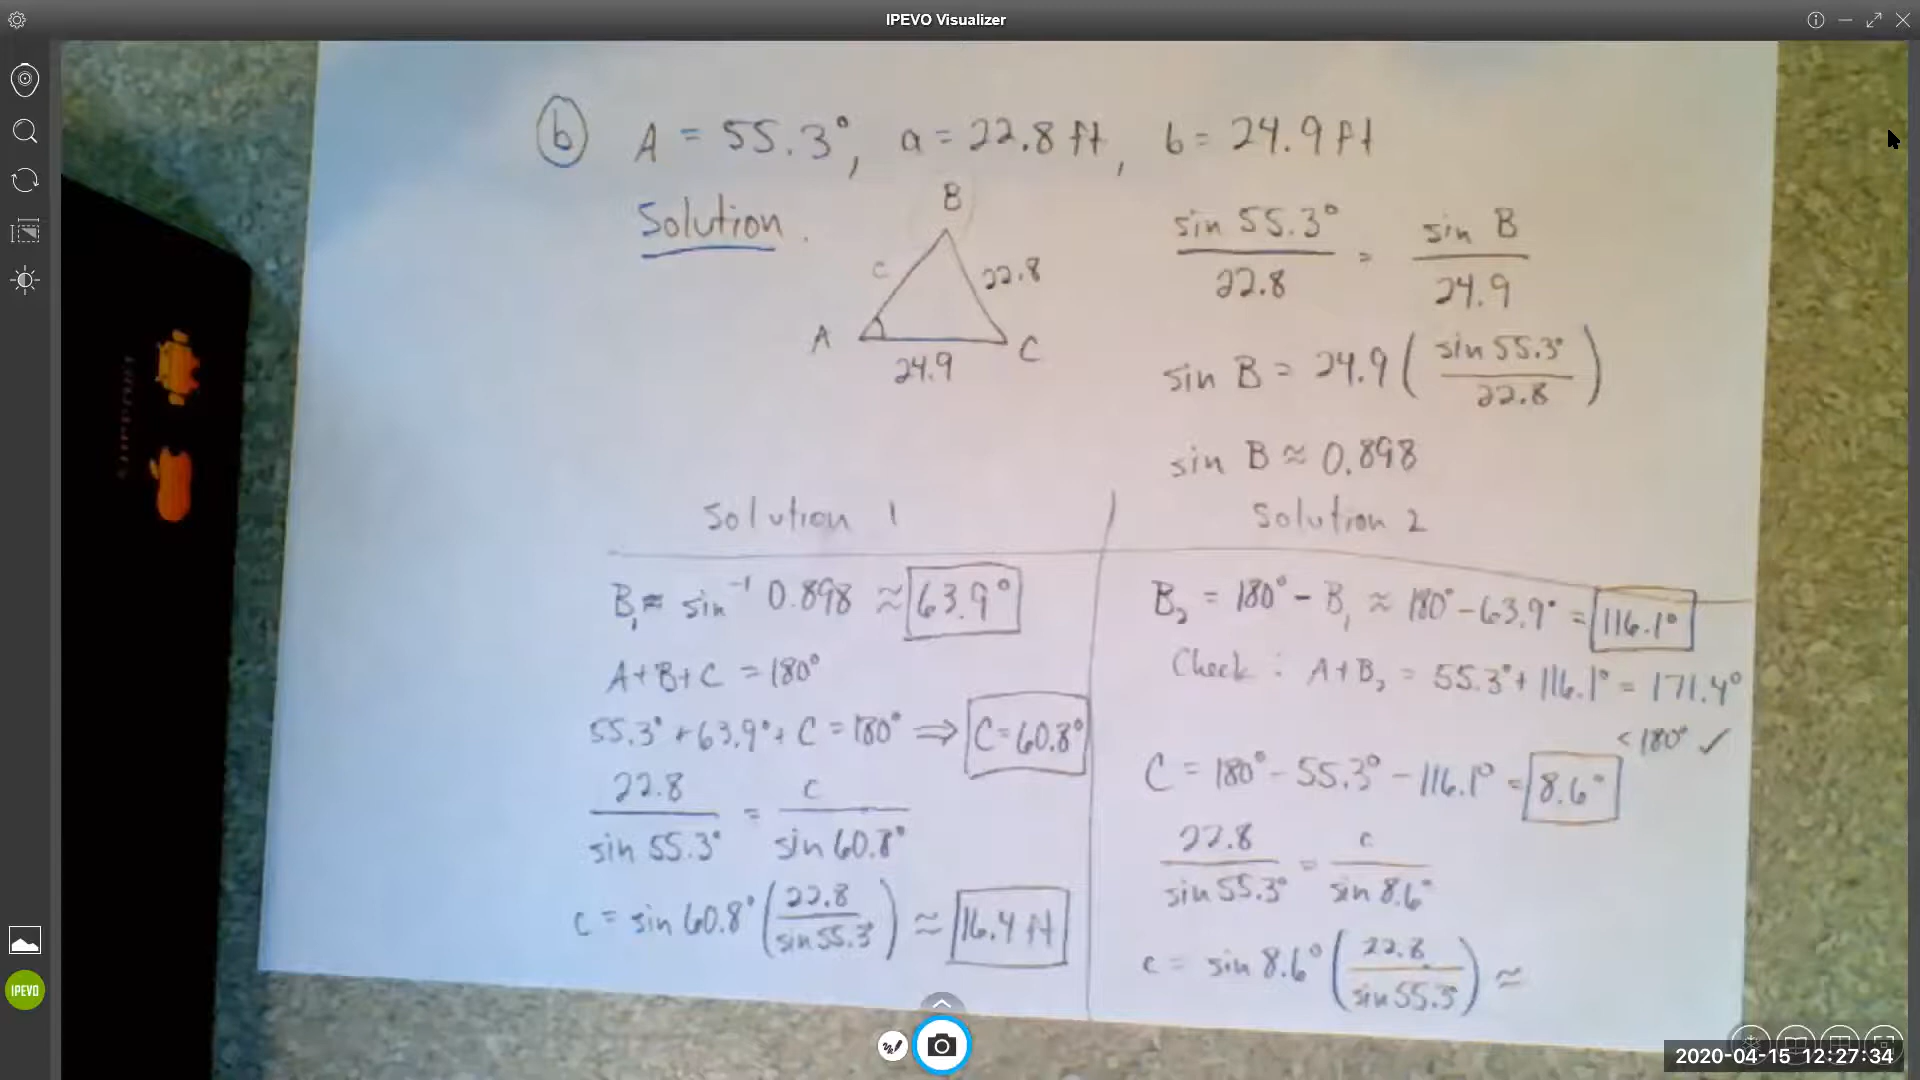 IPEVO Visualizer
b A = 55.3°, a = 22.8 ft, b = 24.9 ft
Solution.
B
c
22.8
A
24.9
C
sin 55.3° / 22.8 = sin B / 24.9
sin B = 24.9 ( sin 55.3° / 22.8 )
sin B ≈ 0.898
Solution 1
B₁ ≈ sin⁻¹ 0.898 ≈ 63.9°
A+B+C = 180°
55.3° + 63.9° + C = 180° ⇒ C = 60.8°
22.8 / sin 55.3° = c / sin 60.8°
c = sin 60.8° ( 22.8 / sin 55.3° ) ≈ 16.4 ft
Solution 2
B₂ = 180° - B₁ ≈ 180° - 63.9° = 116.1°
Check : A+B₂ = 55.3° + 116.1° = 171.4°
< 180° ✓
C = 180° - 55.3° - 116.1° = 8.6°
22.8 / sin 55.3° = c / sin 8.6°
c = sin 8.6° ( 22.8 / sin 55.3° ) ≈
IPEVO
2020-04-15 12:27:34